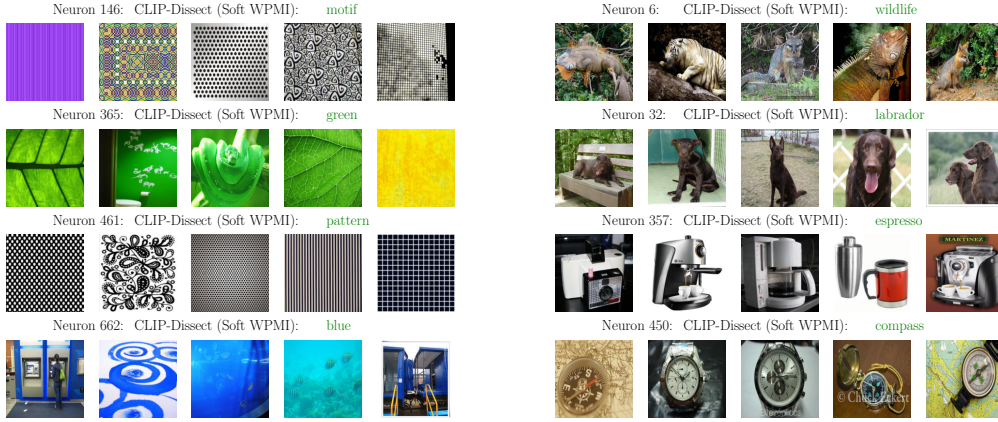 Neuron 146: CLIP-Dissect (Soft WPMI): motif
Neuron 6: CLIP-Dissect (Soft WPMI): wildlife
Neuron 365: CLIP-Dissect (Soft WPMI): green
Neuron 32: CLIP-Dissect (Soft WPMI): labrador
Neuron 461: CLIP-Dissect (Soft WPMI): pattern
Neuron 357: CLIP-Dissect (Soft WPMI): espresso
MARTINEZ
Neuron 662: CLIP-Dissect (Soft WPMI): blue
Neuron 450: CLIP-Dissect (Soft WPMI): compass
© Chuck Eckert